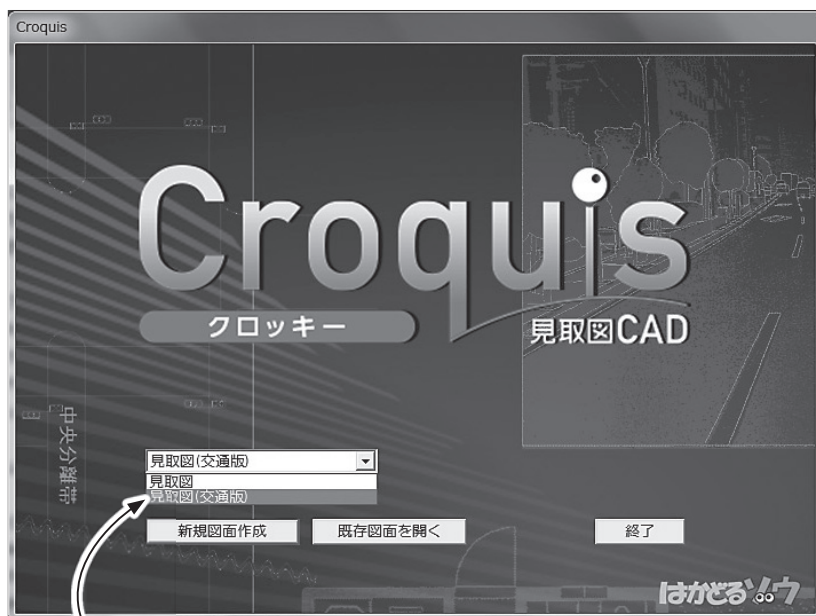 Croquis
Croquis
クロッキー
見取図CAD
中央分離帯
見取図(交通版)
見取図
見取図(交通版)
新規図面作成
既存図面を開く
終了
はかどるゾウ